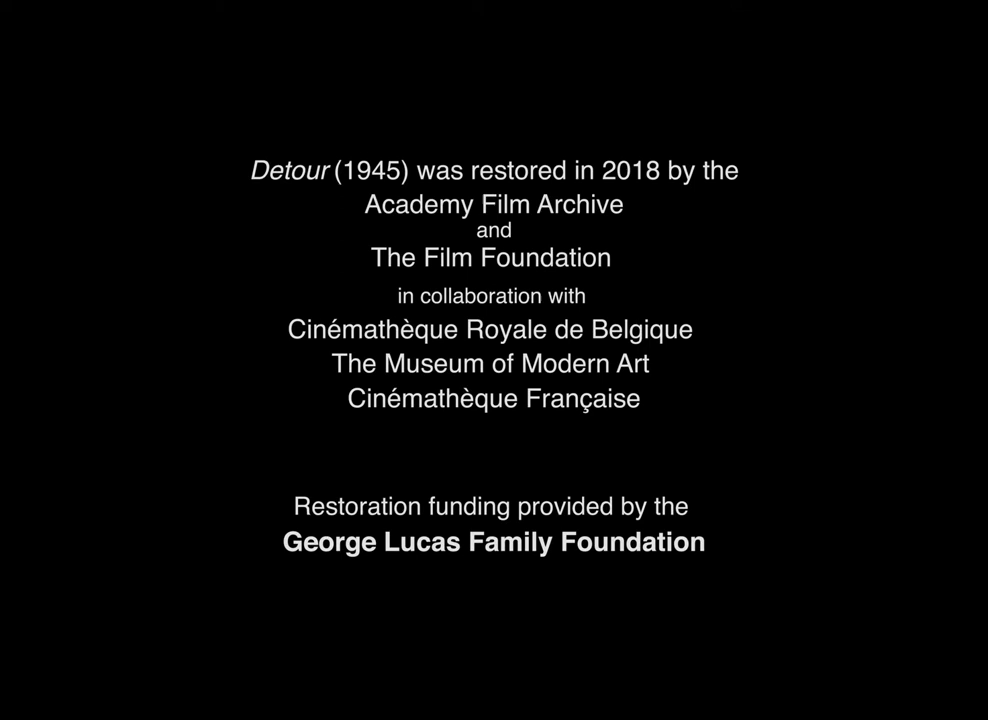 Detour (1945) was restored in 2018 by the
Academy Film Archive
and
The Film Foundation
in collaboration with
Cinémathèque Royale de Belgique
The Museum of Modern Art
Cinémathèque Française
Restoration funding provided by the
George Lucas Family Foundation